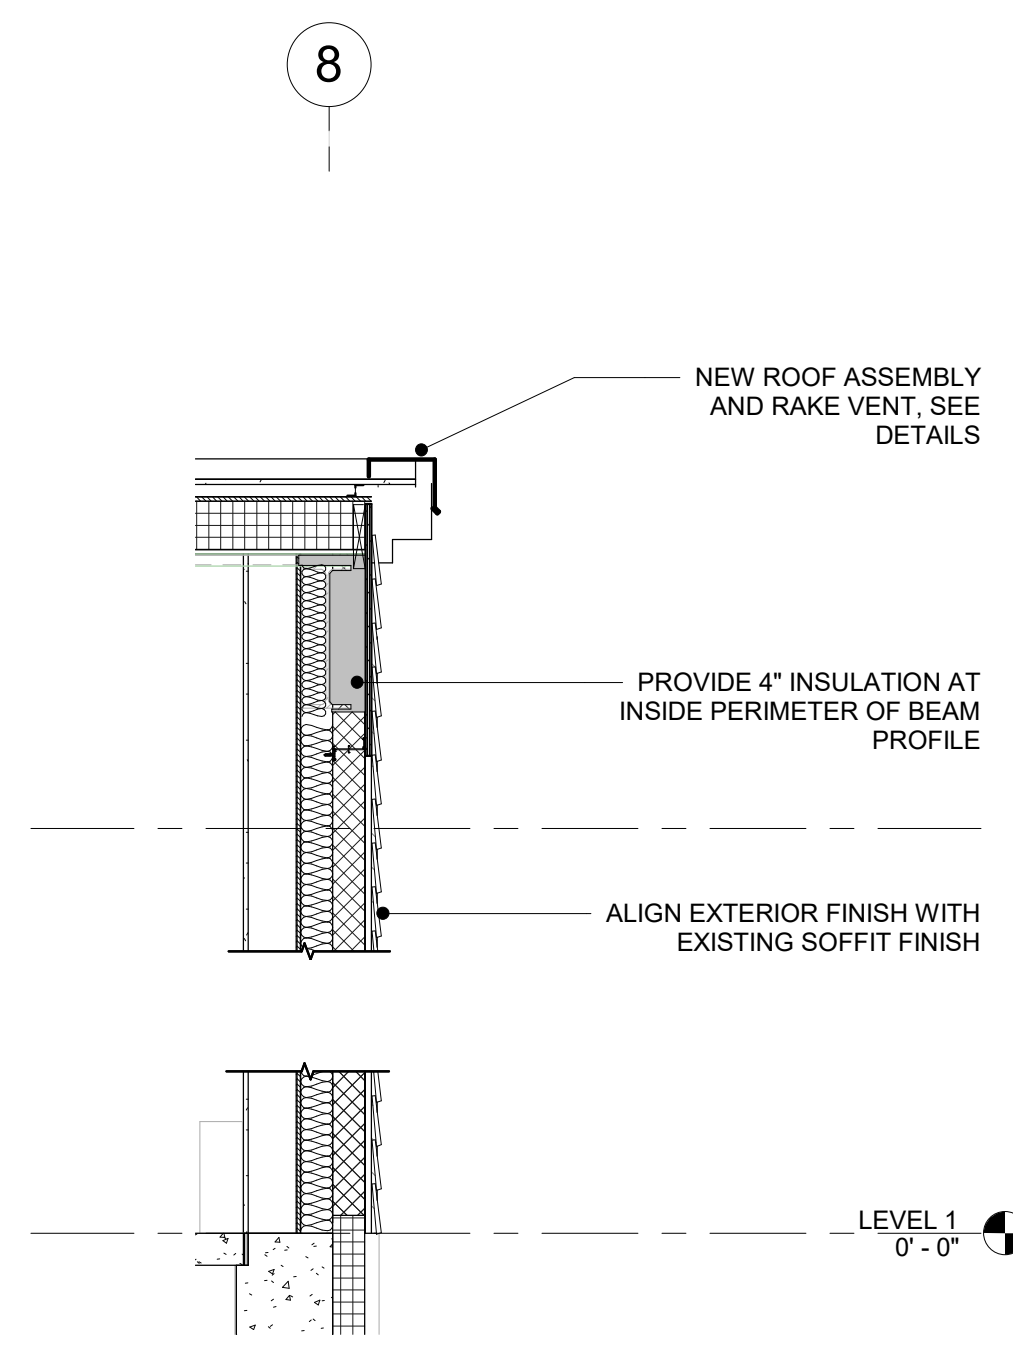 8
NEW ROOF ASSEMBLY
AND RAKE VENT, SEE
DETAILS
PROVIDE 4" INSULATION AT
INSIDE PERIMETER OF BEAM
PROFILE
ALIGN EXTERIOR FINISH WITH
EXISTING SOFFIT FINISH
LEVEL 1
0' - 0"